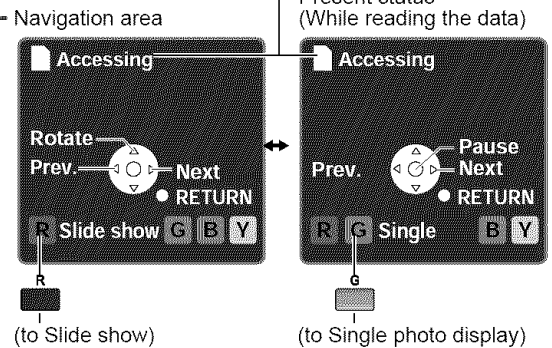 Navigation area
Present status
(While reading the data)
Accessing
Rotate
Prev.
Next
RETURN
R Slide show G B Y
R
(to Slide show)
Accessing
Pause
Prev.
Next
RETURN
R G Single B Y
G
(to Single photo display)